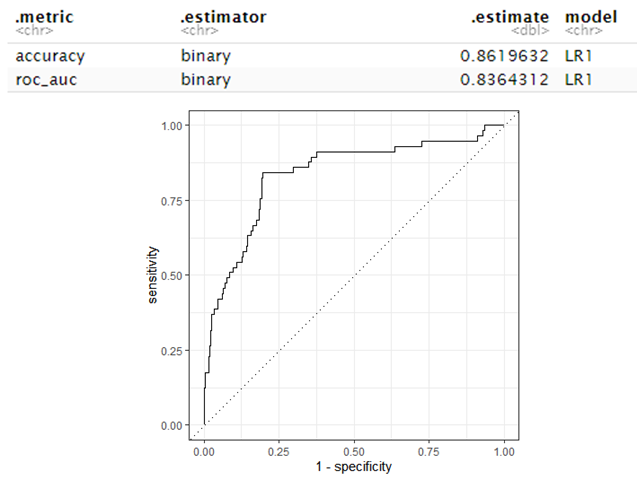 .metric .estimator .estimate model
<chr> <chr> <dbl> <chr>
accuracy binary 0.8619632 LR1
roc_auc binary 0.8364312 LR1
1.00
0.75
0.50
0.25
0.00
sensitivity
0.00 0.25 0.50 0.75 1.00
1 - specificity